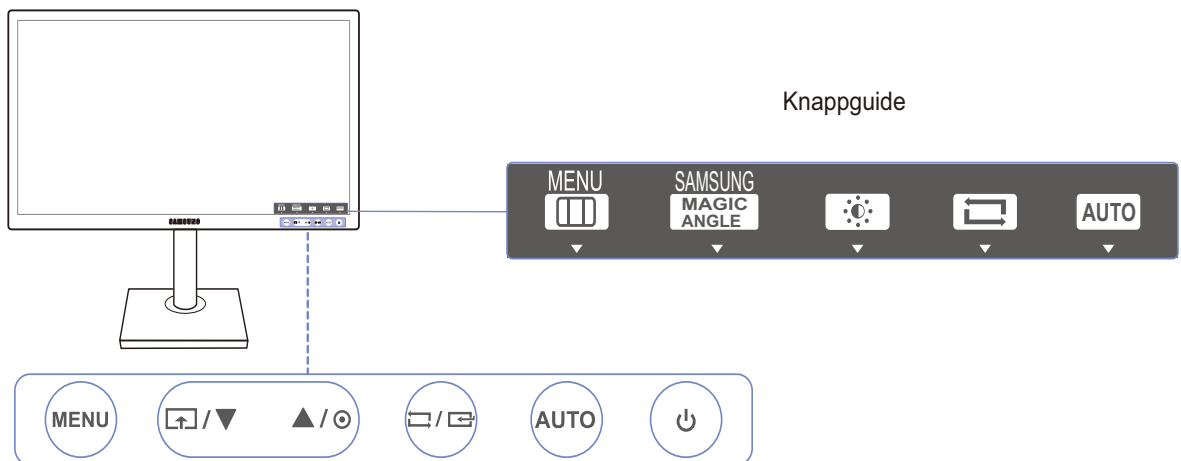 Knappguide
MENU
SAMSUNG
MAGIC
ANGLE
AUTO
SAMSUNG
MENU
AUTO